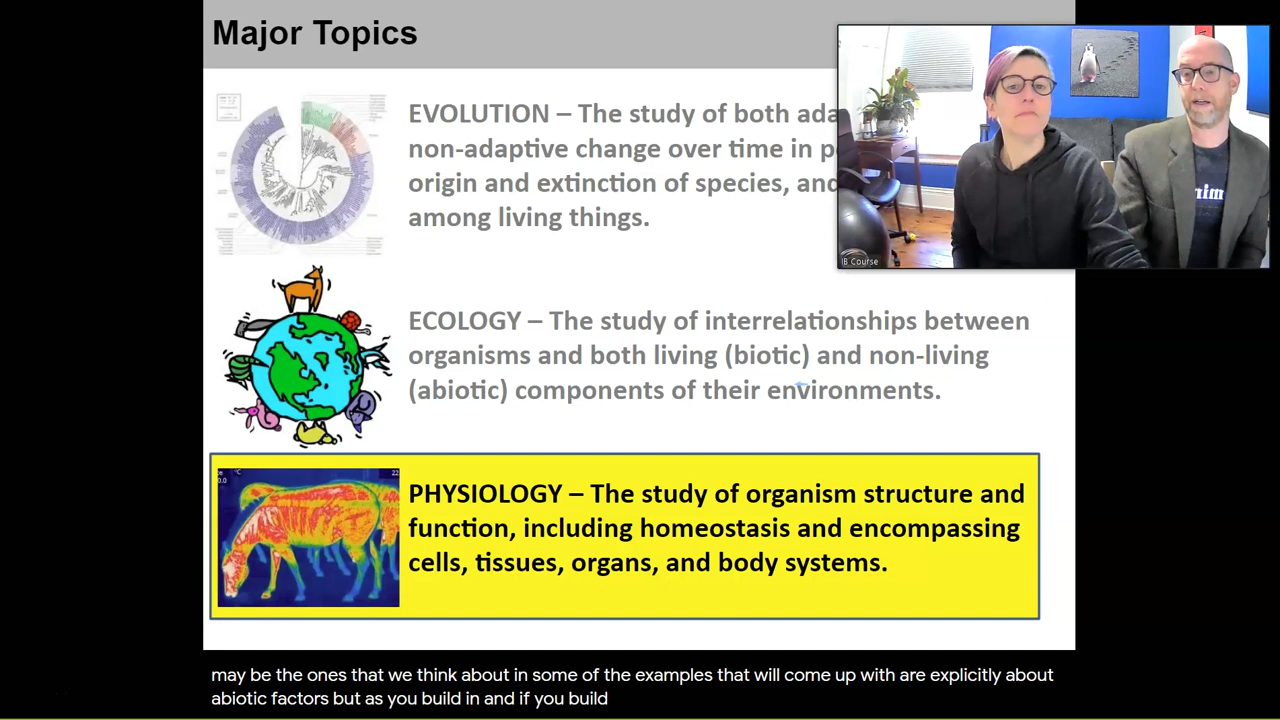 Major Topics
EVOLUTION – The study of both ada
non-adaptive change over time in p
origin and extinction of species, and
among living things.
IB Course
ECOLOGY – The study of interrelationships between
organisms and both living (biotic) and non-living
(abiotic) components of their environments.
PHYSIOLOGY – The study of organism structure and
function, including homeostasis and encompassing
cells, tissues, organs, and body systems.
may be the ones that we think about in some of the examples that will come up with are explicitly about
abiotic factors but as you build in and if you build